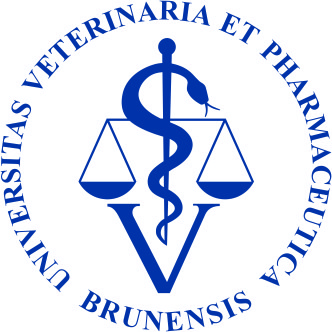 UNIVERSITAS VETERINARIA ET PHARMACEUTICA BRUNENSIS
V